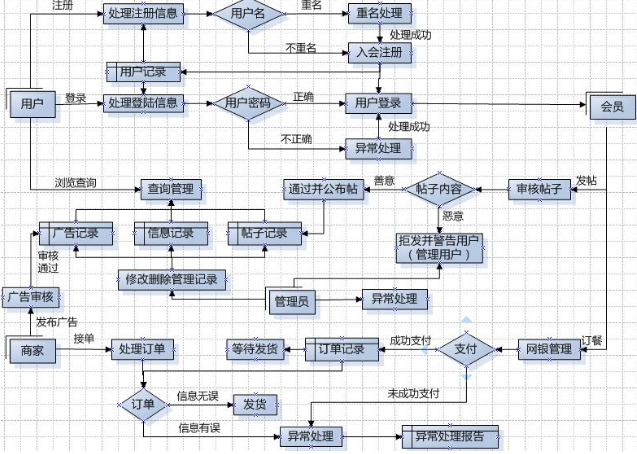 注册
处理注册信息
用户名
重名
重名处理
处理成功
不重名
入会注册
用户记录
用户
登录
处理登陆信息
用户密码
正确
用户登录
会员
处理成功
不正确
异常处理
浏览查询
查询管理
善意
通过并公布帖
帖子内容
审核帖子
发帖
恶意
广告记录
信息记录
帖子记录
拒发并警告用户
（管理用户）
审核
通过
修改删除管理记录
广告审核
管理员
异常处理
发布广告
商家
接单
处理订单
等待发货
订单记录
成功支付
支付
网银管理
订餐
订单
信息无误
发货
未成功支付
信息有误
异常处理
异常处理报告